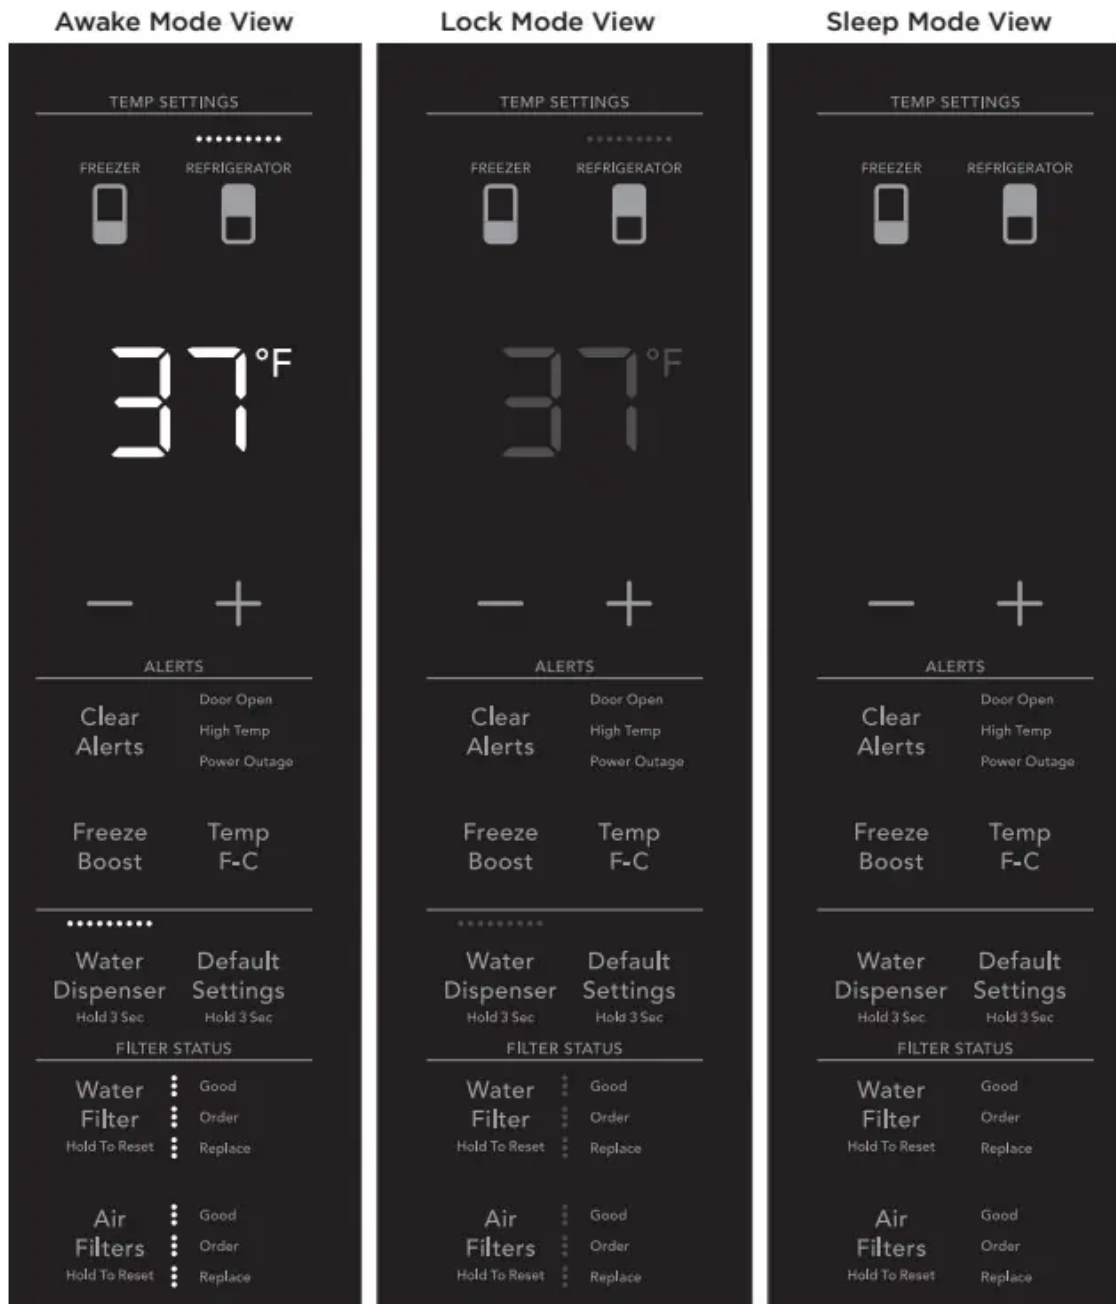 Awake Mode View
TEMP SETTINGS
FREEZER REFRIGERATOR
37 °F
− +
ALERTS
Clear
Alerts
Door Open
High Temp
Power Outage
Freeze
Boost
Temp
F-C
Water
Dispenser
Hold 3 Sec
Default
Settings
Hold 3 Sec
FILTER STATUS
Water
Filter
Hold To Reset
Good
Order
Replace
Air
Filters
Hold To Reset
Good
Order
Replace
Lock Mode View
TEMP SETTINGS
FREEZER REFRIGERATOR
37 °F
− +
ALERTS
Clear
Alerts
Door Open
High Temp
Power Outage
Freeze
Boost
Temp
F-C
Water
Dispenser
Hold 3 Sec
Default
Settings
Hold 3 Sec
FILTER STATUS
Water
Filter
Hold To Reset
Good
Order
Replace
Air
Filters
Hold To Reset
Good
Order
Replace
Sleep Mode View
TEMP SETTINGS
FREEZER REFRIGERATOR
− +
ALERTS
Clear
Alerts
Door Open
High Temp
Power Outage
Freeze
Boost
Temp
F-C
Water
Dispenser
Hold 3 Sec
Default
Settings
Hold 3 Sec
FILTER STATUS
Water
Filter
Hold To Reset
Good
Order
Replace
Air
Filters
Hold To Reset
Good
Order
Replace